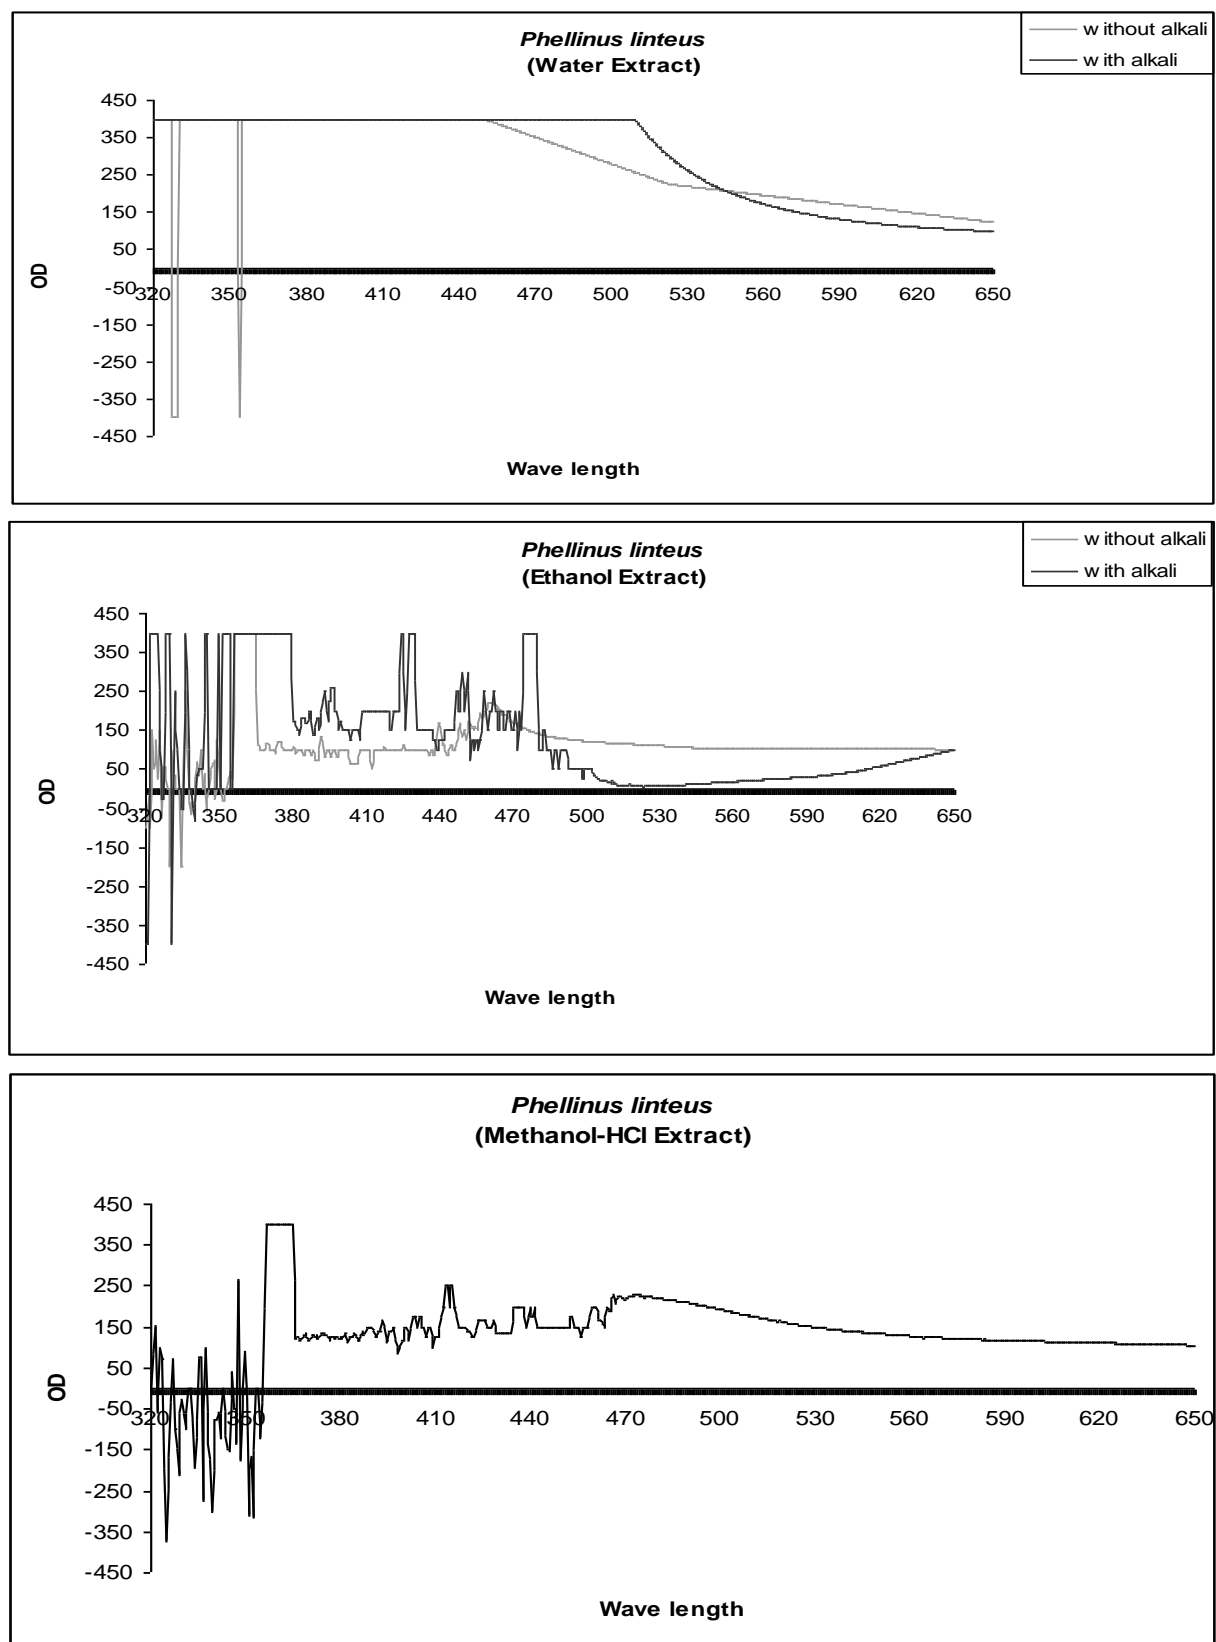 Phellinus linteus
(Water Extract)
without alkali
with alkali
450
350
250
150
50
-50
-150
-250
-350
-450
OD
320 350 380 410 440 470 500 530 560 590 620 650
Wave length
Phellinus linteus
(Ethanol Extract)
without alkali
with alkali
450
350
250
150
50
-50
-150
-250
-350
-450
OD
320 350 380 410 440 470 500 530 560 590 620 650
Wave length
Phellinus linteus
(Methanol-HCl Extract)
450
350
250
150
50
-50
-150
-250
-350
-450
OD
320 350 380 410 440 470 500 530 560 590 620 650
Wave length